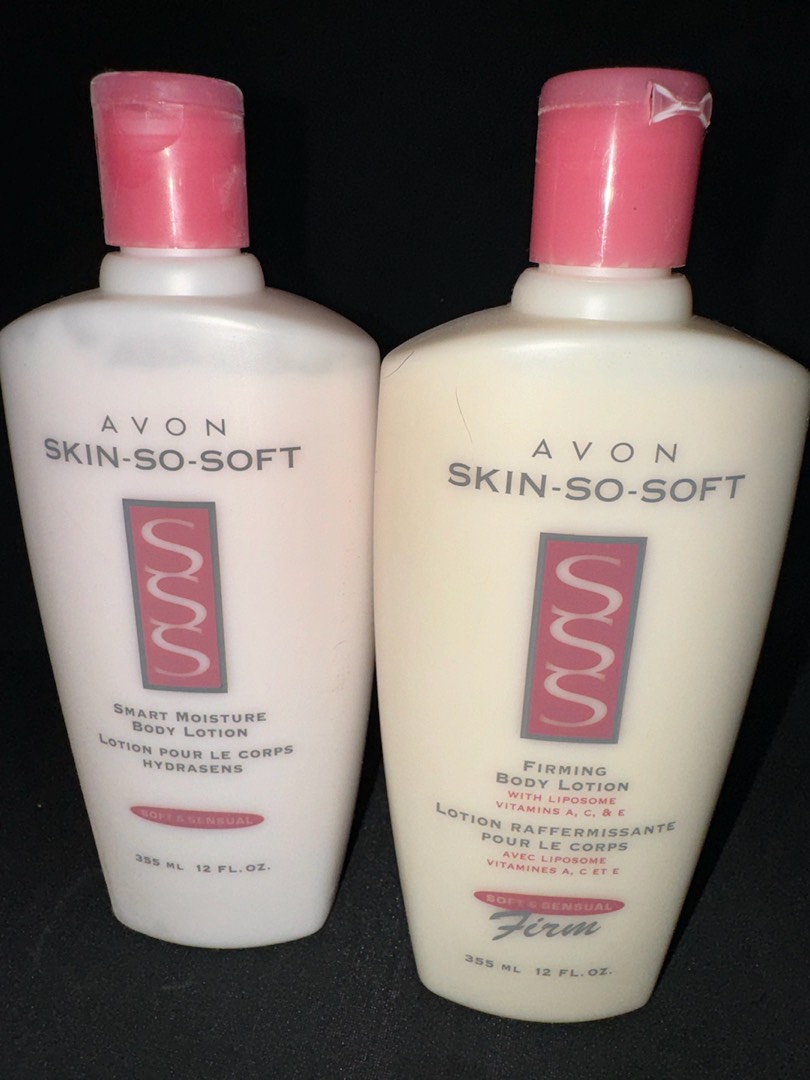 AVON
SKIN-SO-SOFT
SSS
SMART MOISTURE
BODY LOTION
LOTION POUR LE CORPS
HYDRASENS
SOFT & SENSUAL
355 ML 12 FL. OZ.
AVON
SKIN-SO-SOFT
SSS
FIRMING
BODY LOTION
WITH LIPOSOME
VITAMINS A, C, & E
LOTION RAFFERMISSANTE
POUR LE CORPS
AVEC LIPOSOME
VITAMINES A, C ET E
SOFT & SENSUAL
Firm
355 ML 12 FL. OZ.